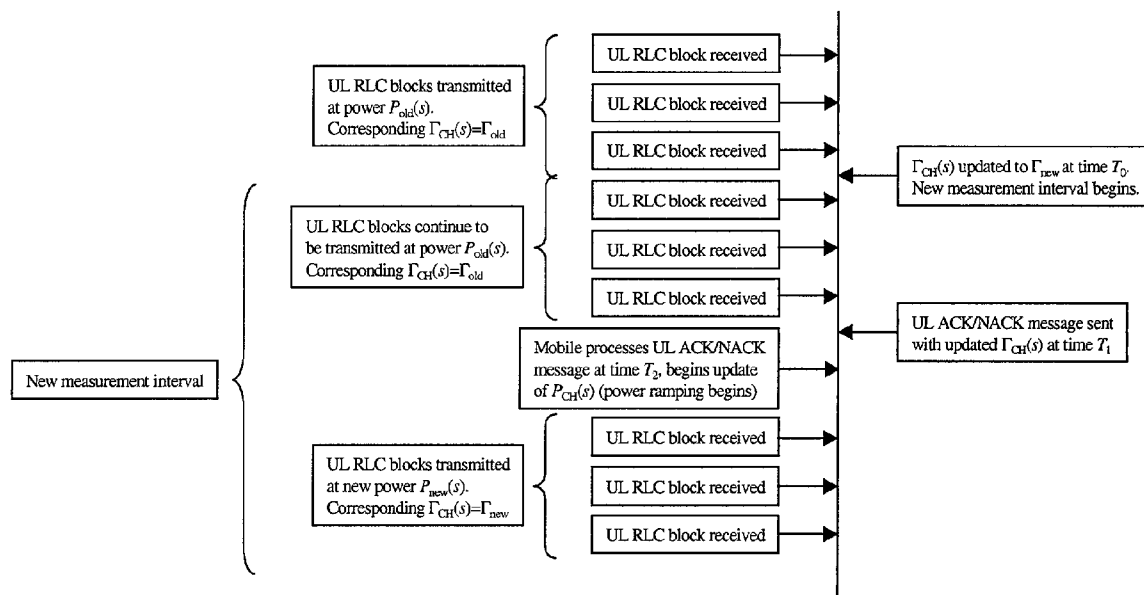 UL RLC block received
UL RLC blocks transmitted
at power P_old(s).
Corresponding Γ_CH(s)=Γ_old
UL RLC block received
UL RLC block received
Γ_CH(s) updated to Γ_new at time T_0.
New measurement interval begins.
UL RLC block received
UL RLC blocks continue to
be transmitted at power P_old(s).
Corresponding Γ_CH(s)=Γ_old
UL RLC block received
UL RLC block received
UL ACK/NACK message sent
with updated Γ_CH(s) at time T_1
Mobile processes UL ACK/NACK
message at time T_2, begins update
of P_CH(s) (power ramping begins)
New measurement interval
UL RLC block received
UL RLC blocks transmitted
at new power P_new(s).
Corresponding Γ_CH(s)=Γ_new
UL RLC block received
UL RLC block received